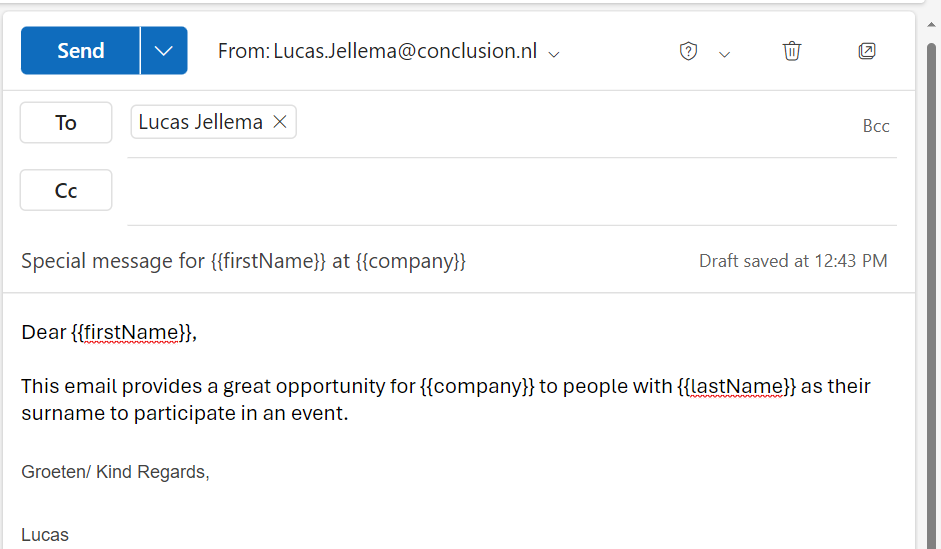 Send
From: Lucas.Jellema@conclusion.nl
To
Lucas Jellema
Bcc
Cc
Special message for {{firstName}} at {{company}}
Draft saved at 12:43 PM
Dear {{firstName}},
This email provides a great opportunity for {{company}} to people with {{lastName}} as their
surname to participate in an event.
Groeten/ Kind Regards,
Lucas